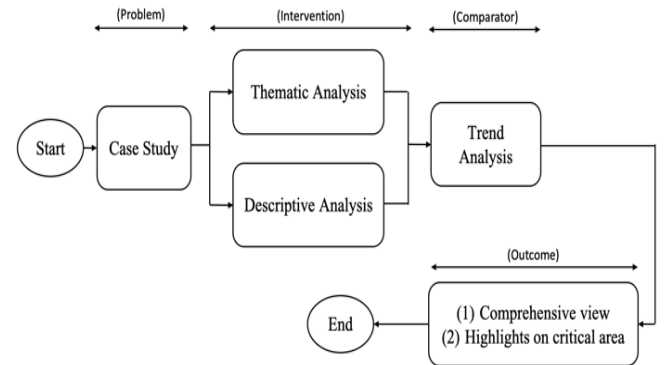 (Problem)
(Intervention)
(Comparator)
Start
Case Study
Thematic Analysis
Descriptive Analysis
Trend
Analysis
(Outcome)
(1) Comprehensive view
(2) Highlights on critical area
End